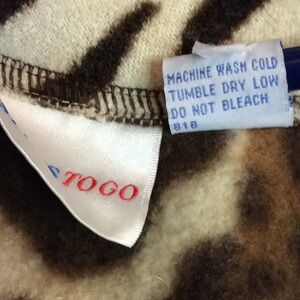 MACHINE WASH COLD
TUMBLE DRY LOW
DO NOT BLEACH
818
TOGO